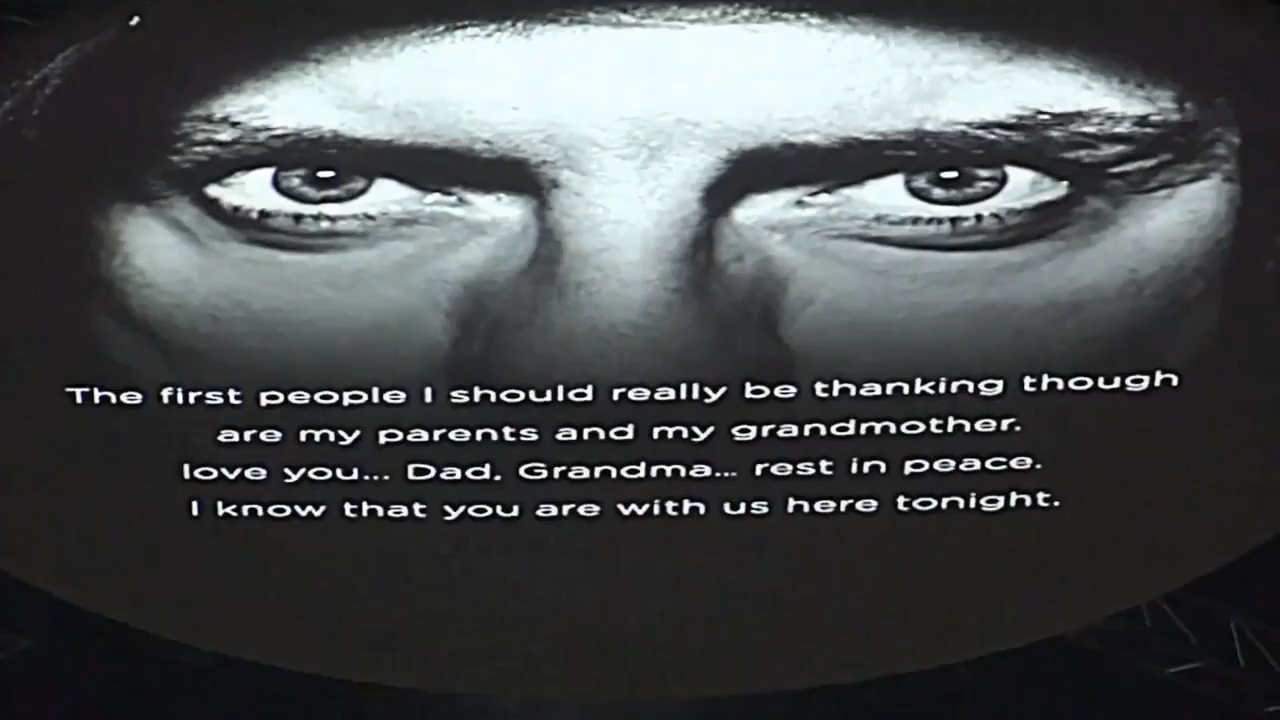 The first people I should really be thanking though
are my parents and my grandmother.
love you... Dad, Grandma... rest in peace.
I know that you are with us here tonight.